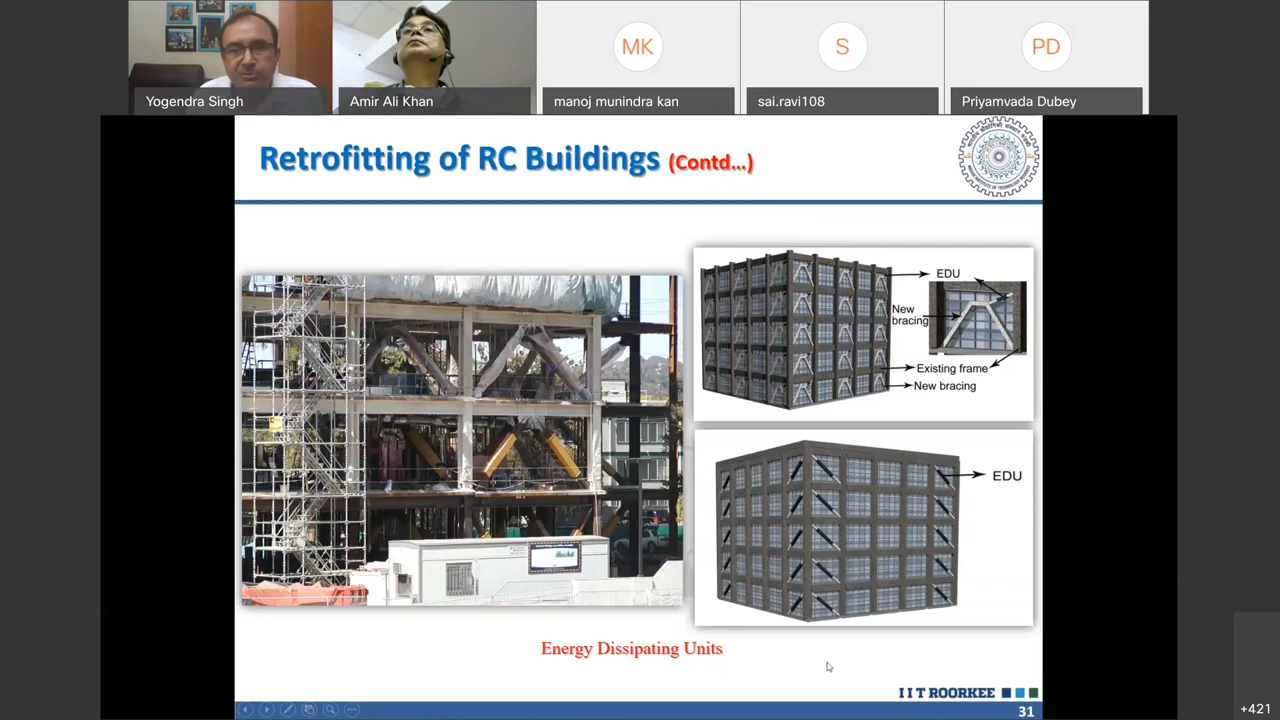 MK
S
PD
Yogendra Singh
Amir Ali Khan
manoj munindra kan
sai.ravi108
Priyamvada Dubey
Retrofitting of RC Buildings (Contd...)
EDU
New
bracing
Existing frame
New bracing
EDU
Energy Dissipating Units
I I T ROORKEE
31
+421